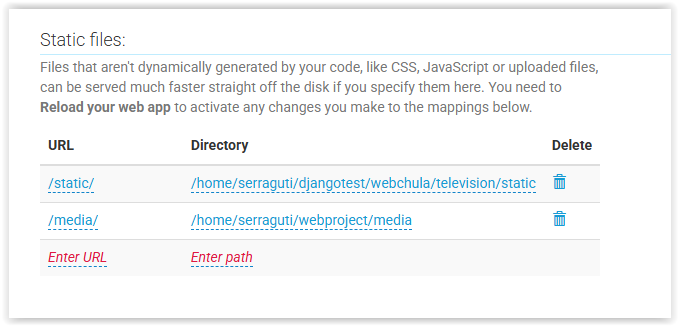 Static files:
Files that aren't dynamically generated by your code, like CSS, JavaScript or uploaded files,
can be served much faster straight off the disk if you specify them here. You need to
Reload your web app to activate any changes you make to the mappings below.
URL Directory Delete
/static/ /home/serraguti/djangotest/webchula/television/static
/media/ /home/serraguti/webproject/media
Enter URL Enter path